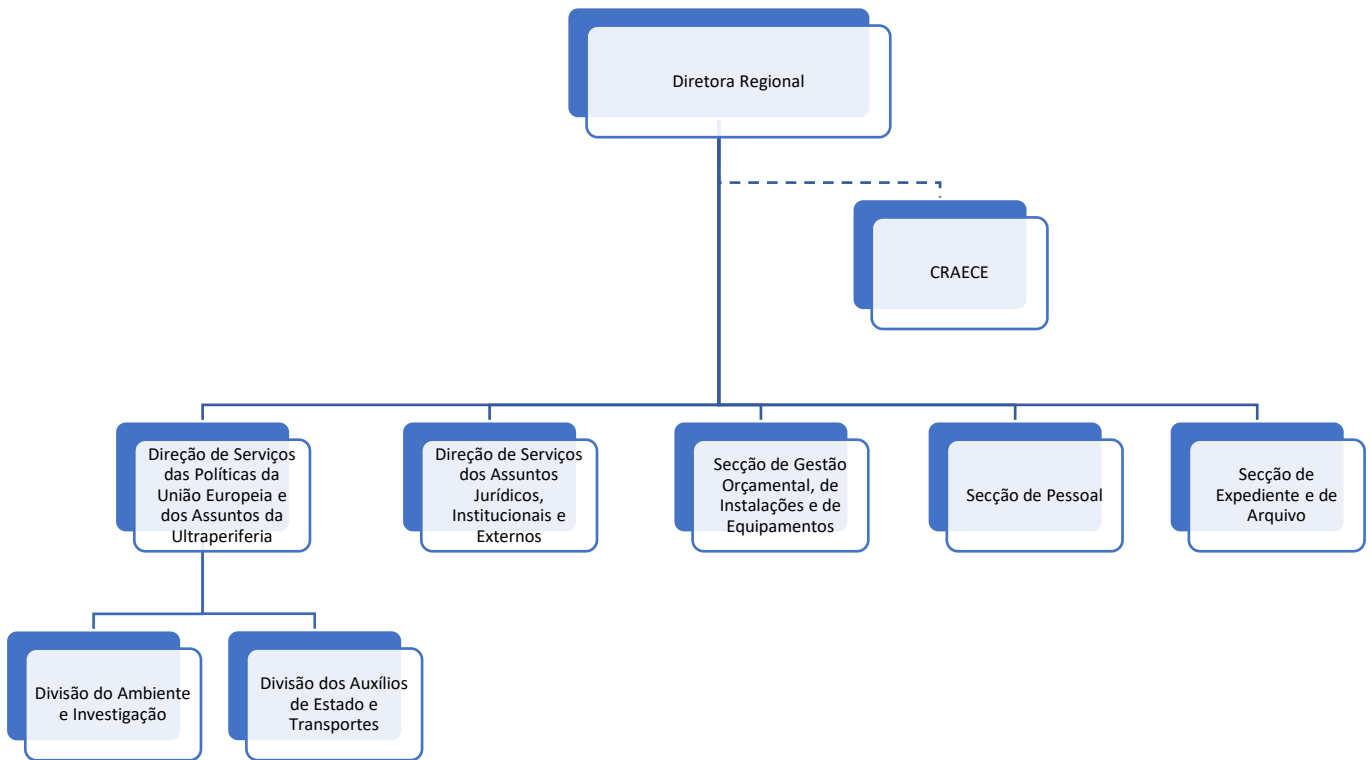 Diretora Regional
CRAECE
Direção de Serviços
das Políticas da
União Europeia e
dos Assuntos da
Ultraperiferia
Direção de Serviços
dos Assuntos
Jurídicos,
Institucionais e
Externos
Secção de Gestão
Orçamental, de
Instalações e de
Equipamentos
Secção de Pessoal
Secção de
Expediente e de
Arquivo
Divisão do Ambiente
e Investigação
Divisão dos Auxílios
de Estado e
Transportes